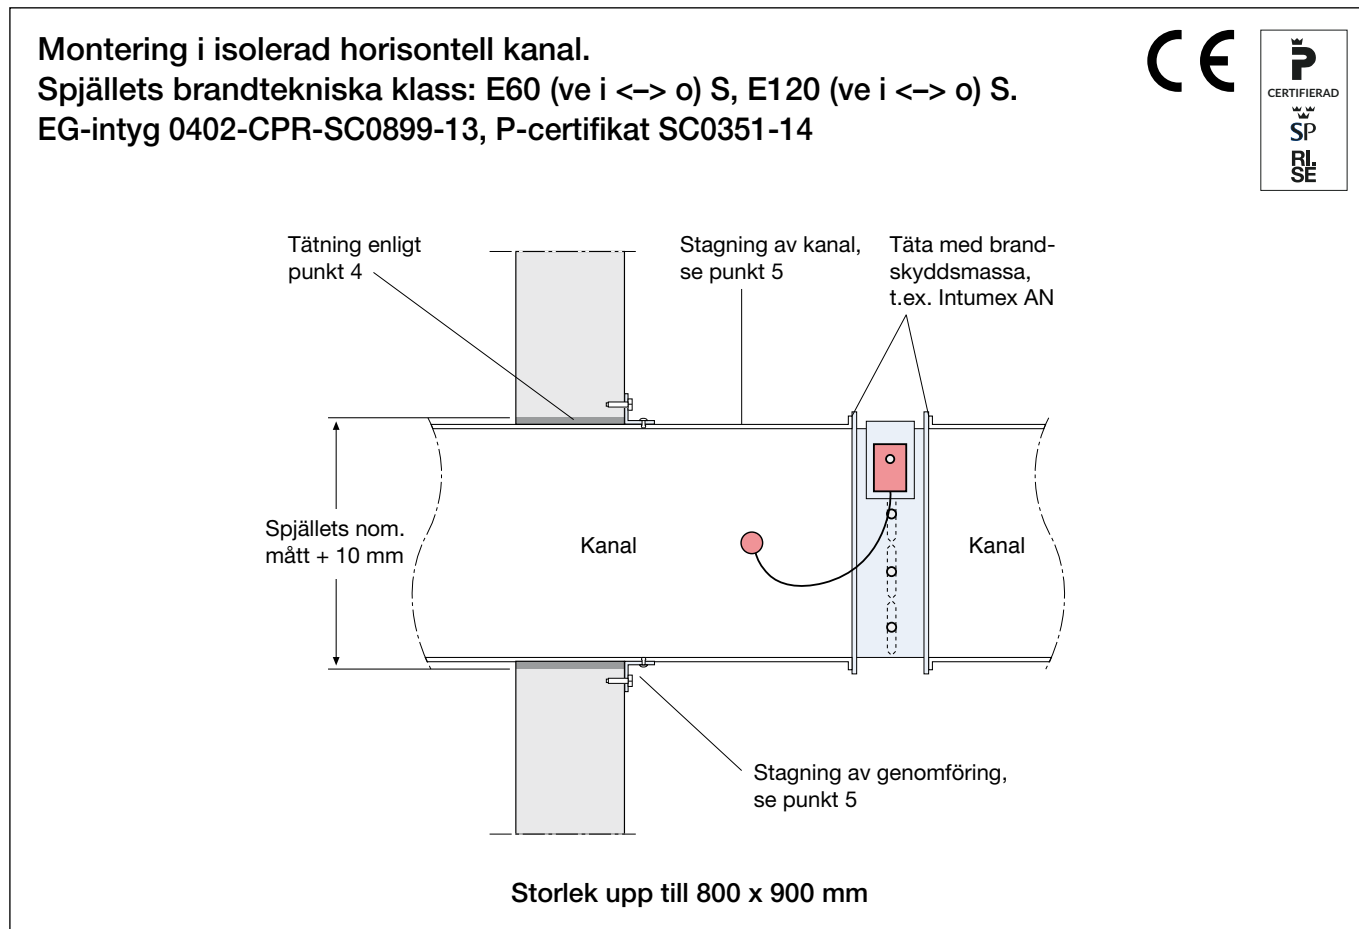 Montering i isolerad horisontell kanal.
Spjällets brandtekniska klass: E60 (ve i <–> o) S, E120 (ve i <–> o) S.
EG-intyg 0402-CPR-SC0899-13, P-certifikat SC0351-14
CE
P
CERTIFIERAD
SP
RI.
SE
Tätning enligt
punkt 4
Stagning av kanal,
se punkt 5
Täta med brand-
skyddsmassa,
t.ex. Intumex AN
Spjällets nom.
mått + 10 mm
Kanal
Kanal
Stagning av genomföring,
se punkt 5
Storlek upp till 800 x 900 mm